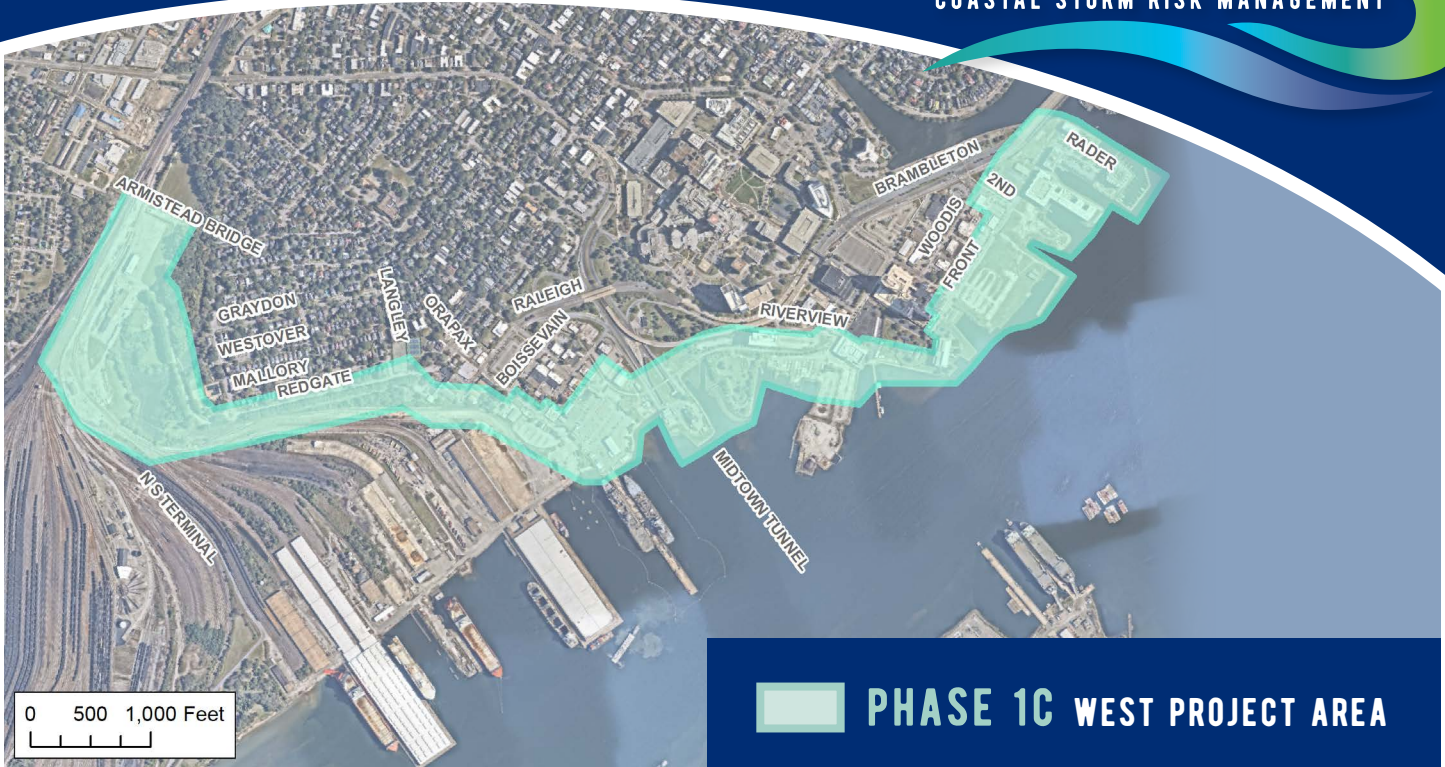 COASTAL STORM RISK MANAGEMENT
RADER
BRAMBLETON
2ND
ARMISTEAD BRIDGE
WOODIS
FRONT
LANGLEY
GRAYDON
ORAPAX
RALEIGH
RIVERVIEW
WESTOVER
BOISSEVAIN
MALLORY
REDGATE
N S TERMINAL
MIDTOWN TUNNEL
0 500 1,000 Feet
PHASE 1C WEST PROJECT AREA